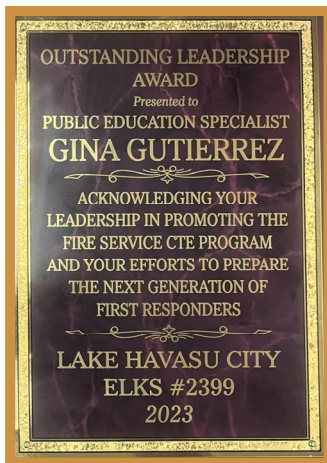 OUTSTANDING LEADERSHIP
AWARD
Presented to
PUBLIC EDUCATION SPECIALIST
GINA GUTIERREZ
ACKNOWLEDGING YOUR
LEADERSHIP IN PROMOTING THE
FIRE SERVICE CTE PROGRAM
AND YOUR EFFORTS TO PREPARE
THE NEXT GENERATION OF
FIRST RESPONDERS
LAKE HAVASU CITY
ELKS #2399
2023